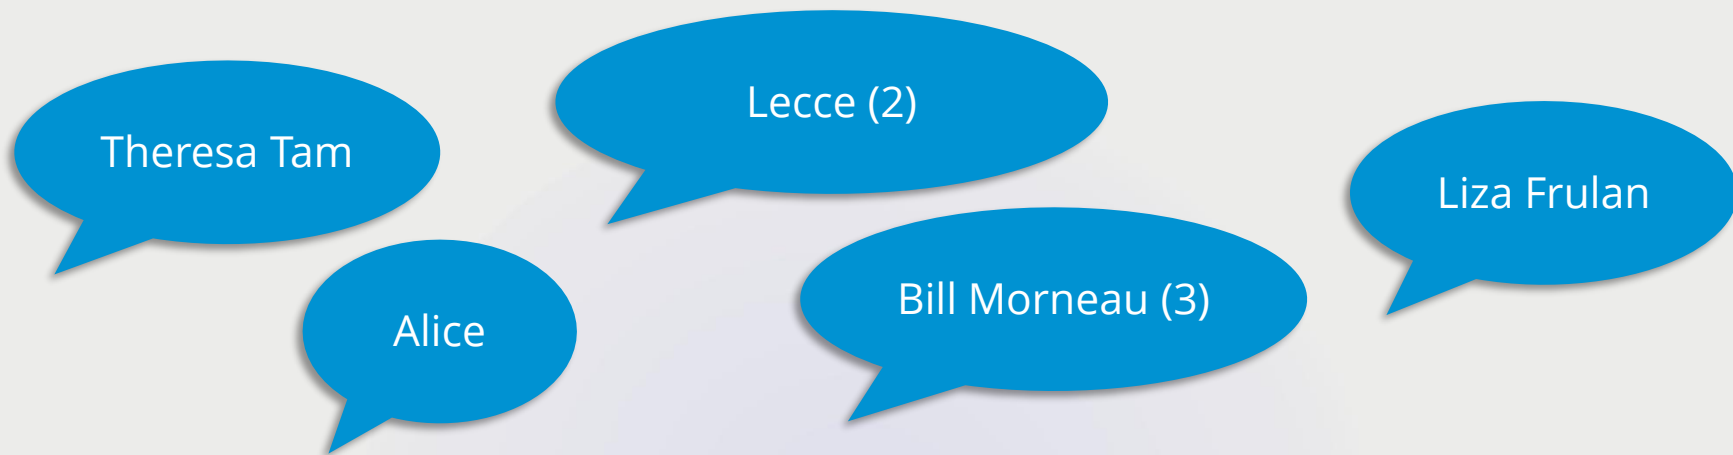 Theresa Tam
Lecce (2)
Liza Frulan
Alice
Bill Morneau (3)